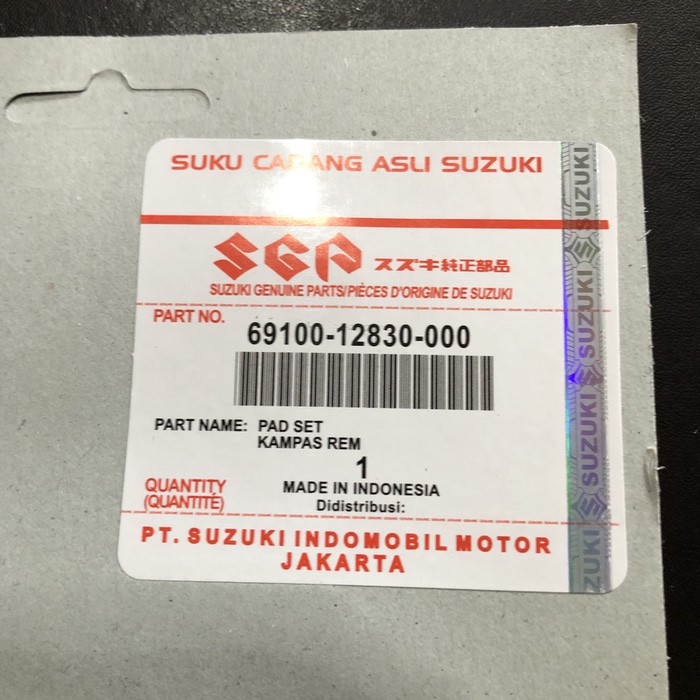 SUKU CADANG ASLI SUZUKI
SGP スズキ純正部品
SUZUKI GENUINE PARTS/PIÈCES D'ORIGINE DE SUZUKI
PART NO. 69100-12830-000
PART NAME: PAD SET
KAMPAS REM
1
QUANTITY
(QUANTITÉ)
MADE IN INDONESIA
Didistribusi:
PT. SUZUKI INDOMOBIL MOTOR
JAKARTA
SUZUKI
SUZUKI
SUZUKI
ZUKI